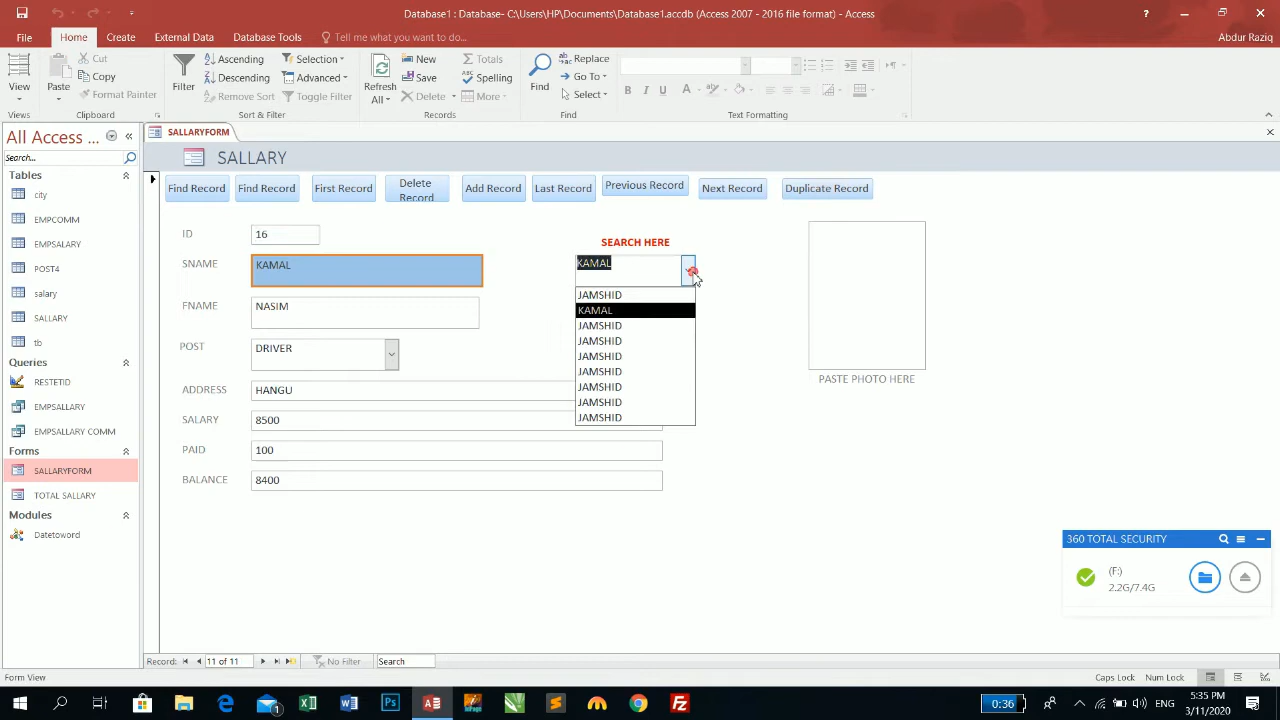 Database1 : Database- C:\Users\HP\Documents\Database1.accdb (Access 2007 - 2016 file format) - Access
File Home Create External Data Database Tools Tell me what you want to do... Abdur Raziq
View
Views
Paste
Cut
Copy
Format Painter
Clipboard
Filter
Ascending
Descending
Remove Sort
Selection
Advanced
Toggle Filter
Sort & Filter
Refresh
All
New
Save
Delete
Totals
Spelling
More
Records
Find
Replace
Go To
Select
Find
B I U A
Text Formatting
All Access ...
Search...
Tables
city
EMPCOMM
EMPSALARY
POST4
salary
SALLARY
tb
Queries
RESTETID
EMPSALLARY
EMPSALLARY COMM
Forms
SALLARYFORM
TOTAL SALLARY
Modules
Datetoword
SALLARYFORM
SALLARY
Find Record Find Record First Record Delete Record Add Record Last Record Previous Record Next Record Duplicate Record
ID 16
SNAME KAMAL
FNAME NASIM
POST DRIVER
ADDRESS HANGU
SALARY 8500
PAID 100
BALANCE 8400
SEARCH HERE
KAMAL
JAMSHID
KAMAL
JAMSHID
JAMSHID
JAMSHID
JAMSHID
JAMSHID
JAMSHID
JAMSHID
PASTE PHOTO HERE
360 TOTAL SECURITY
(F:)
2.2G/7.4G
Record: 11 of 11 No Filter Search
Form View Caps Lock Num Lock
0:36 ENG 5:35 PM
3/11/2020